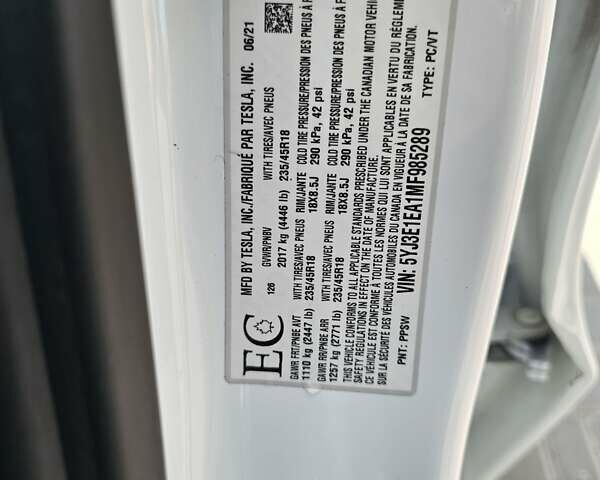 MFD BY TESLA, INC./FABRIQUÉ PAR TESLA, INC. 06/21
EC 126
GVWR/PNBV
2017 kg (4446 lb)
GAWR FRT/PNBE AVT WITH TIRES/AVEC PNEUS RIM/JANTE COLD TIRE PRESSURE/PRESSION DES PNEUS À F
1110 kg (2447 lb) 235/45R18 18X8.5J 290 kPa, 42 psi
GAWR RR/PNBE ARR WITH TIRES/AVEC PNEUS RIM/JANTE COLD TIRE PRESSURE/PRESSION DES PNEUS À F
1257 kg (2771 lb) 235/45R18 18X8.5J 290 kPa, 42 psi
THIS VEHICLE CONFORMS TO ALL APPLICABLE STANDARDS PRESCRIBED UNDER THE CANADIAN MOTOR VEHI
SAFETY REGULATIONS IN EFFECT ON THE DATE OF MANUFACTURE.
CE VÉHICULE EST CONFORME À TOUTES LES NORMES QUI LUI SONT APPLICABLES EN VERTU DU RÉGLEME
SUR LA SÉCURITÉ DES VÉHICULES AUTOMOBILES DU CANADA EN VIGUEUR À LA DATE DE SA FABRICATION.
VIN: 5YJ3E1EA1MF985289 TYPE: PC/VT
PNT: PPSW